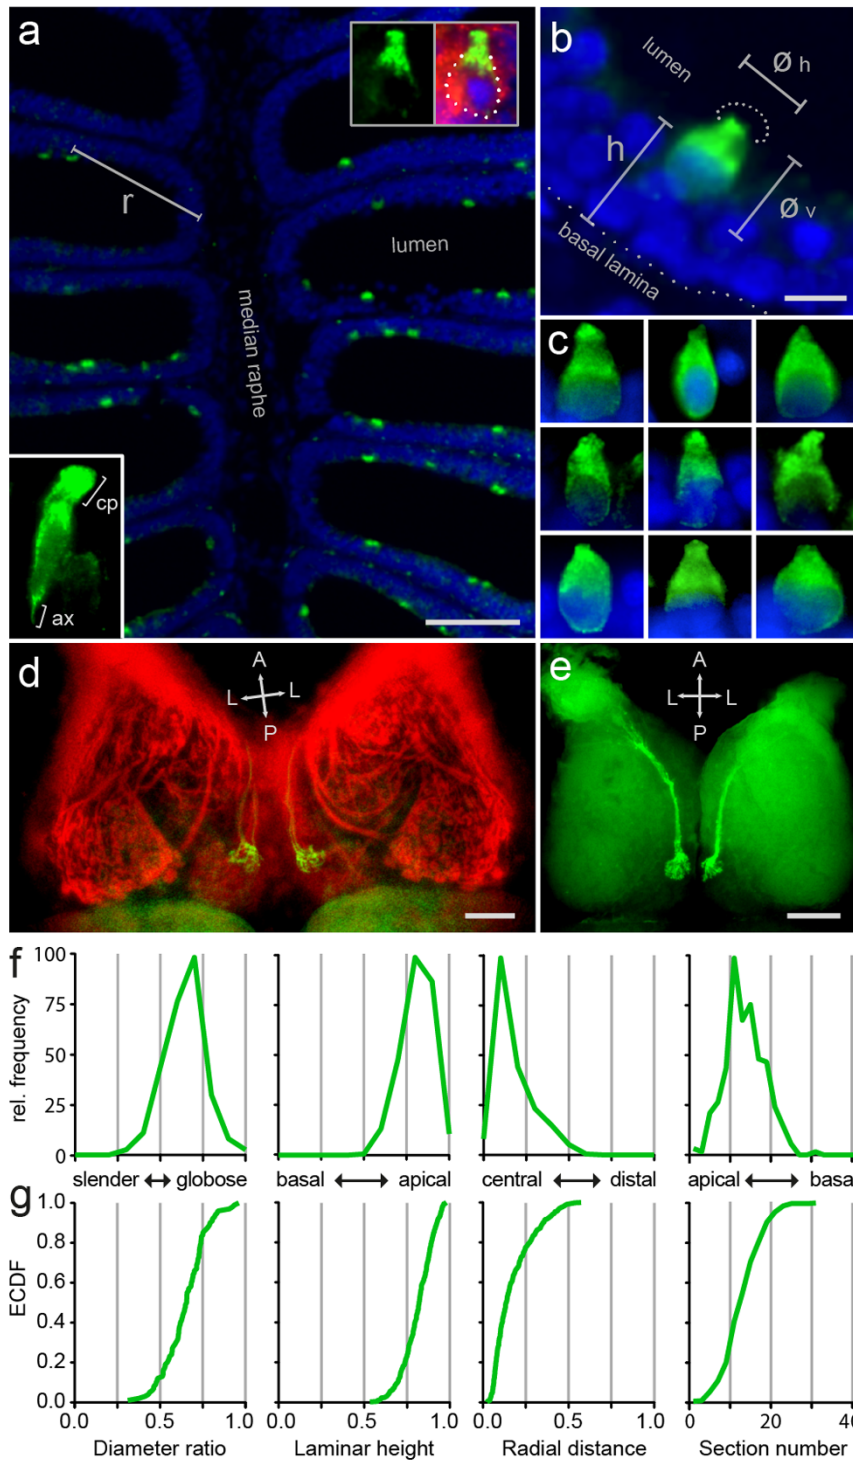 a
r
lumen
median raphe
cp
ax
b
lumen
ø h
h
ø v
basal lamina
c
d
A
L L
P
e
A
L L
P
f
rel. frequency
100
75
50
25
0
slender globose
basal apical
central distal
apical basa
g
ECDF
1.0
0.8
0.6
0.4
0.2
0.0
0.0 0.5 1.0
0.0 0.5 1.0
0.0 0.5 1.0
0 20 40
Diameter ratio
Laminar height
Radial distance
Section number